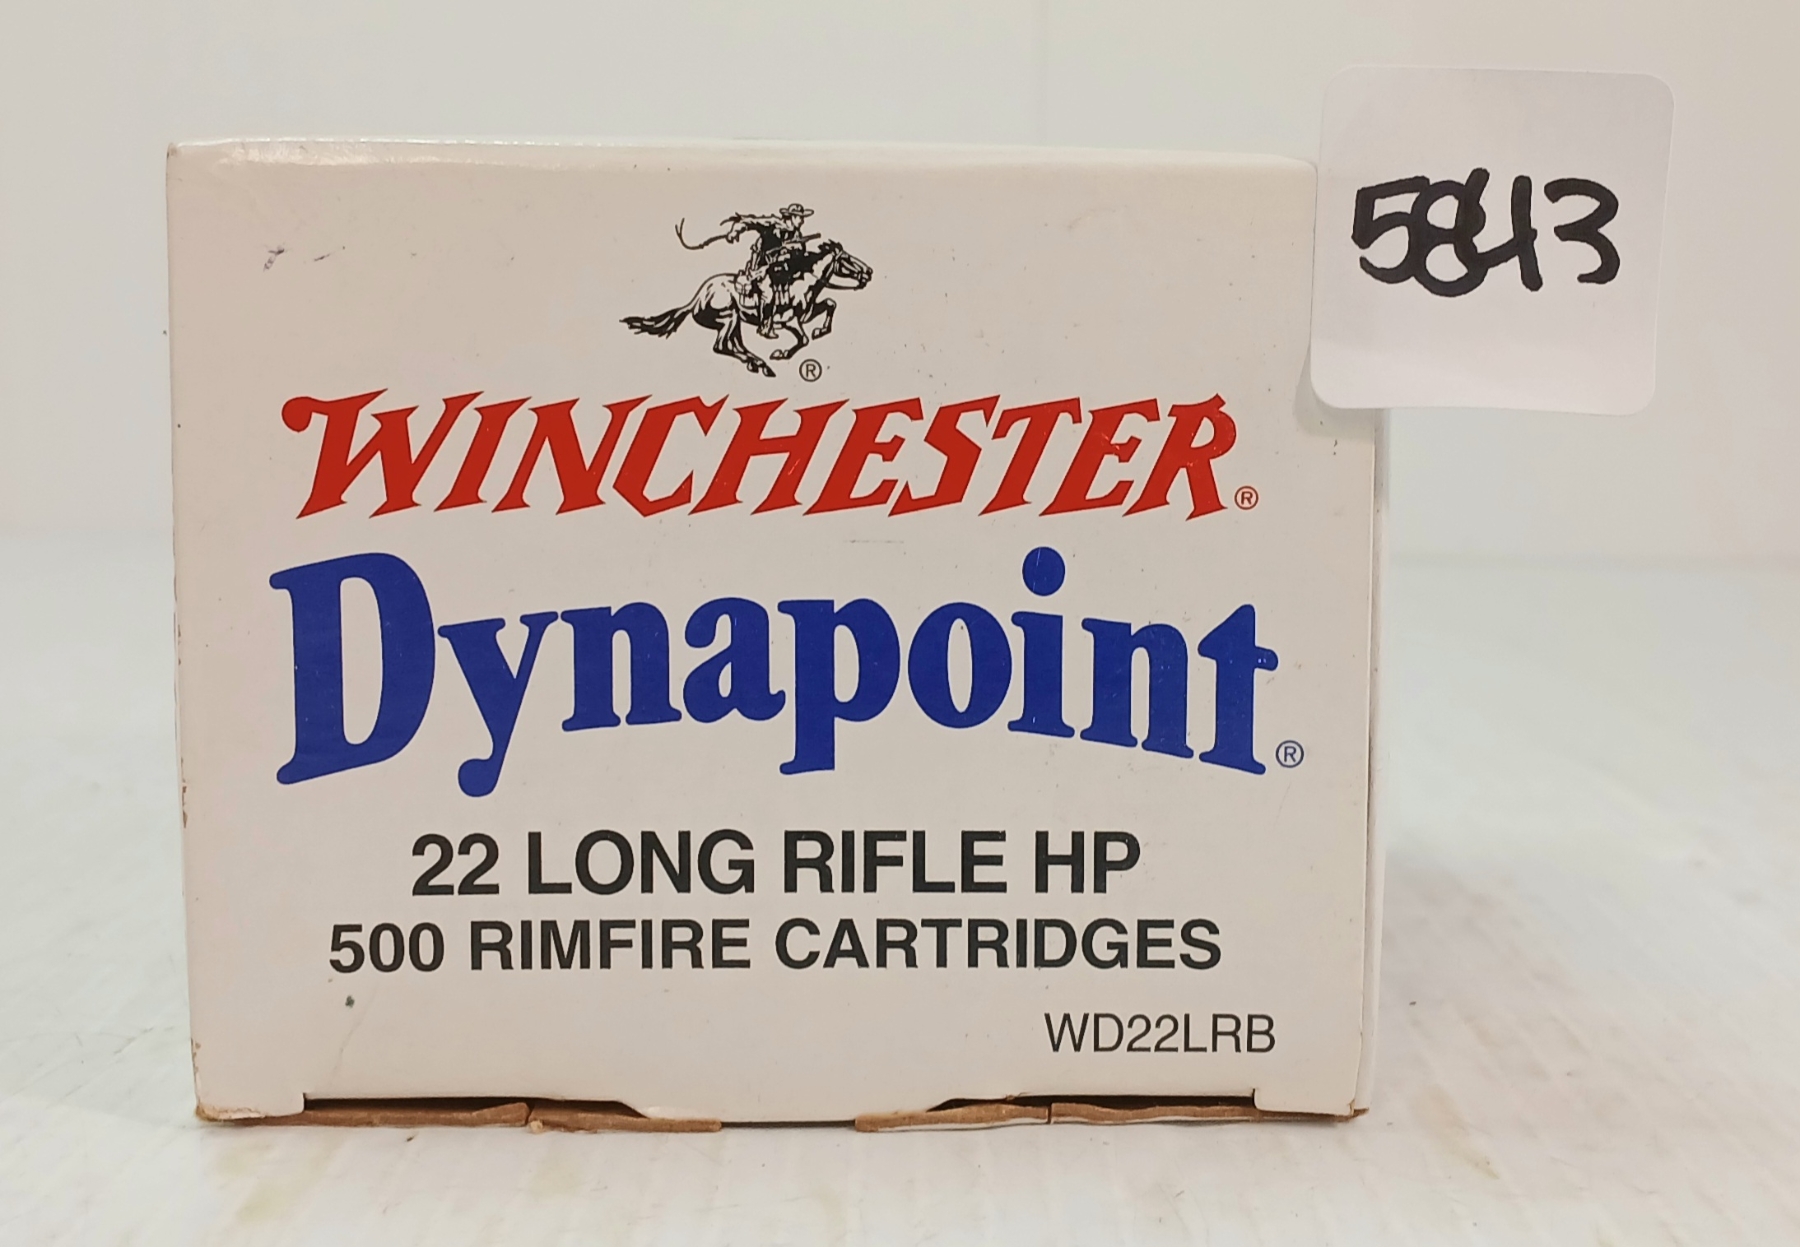 5843
®
WINCHESTER®
Dynapoint®
22 LONG RIFLE HP
500 RIMFIRE CARTRIDGES
WD22LRB